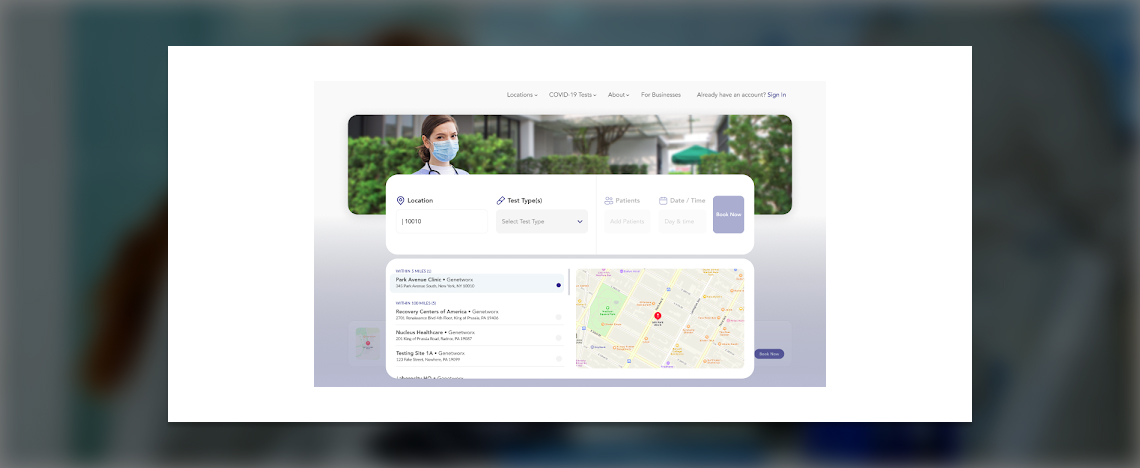 Locations
COVID-19 Tests
About
For Businesses
Already have an account? Sign in
Location
Test Type(s)
Patients
Date / Time
10010
Select Test Type
Add Patients
Day & time
Book Now
WITHIN 5 MILES (1)
Park Avenue Clinic • Genetworx
345 Park Avenue South, New York, NY 10010
WITHIN 100 MILES (5)
Recovery Centers of America • Genetworx
2701 Renaissance Blvd 4th Floor, King of Prussia, PA 19406
Nucleus Healthcare • Genetworx
201 King of Prussia Road, Radnor, PA 19087
Testing Site 1A • Genetworx
123 Fake Street, Nowhere, PA 19099
Genetworx
Book Now